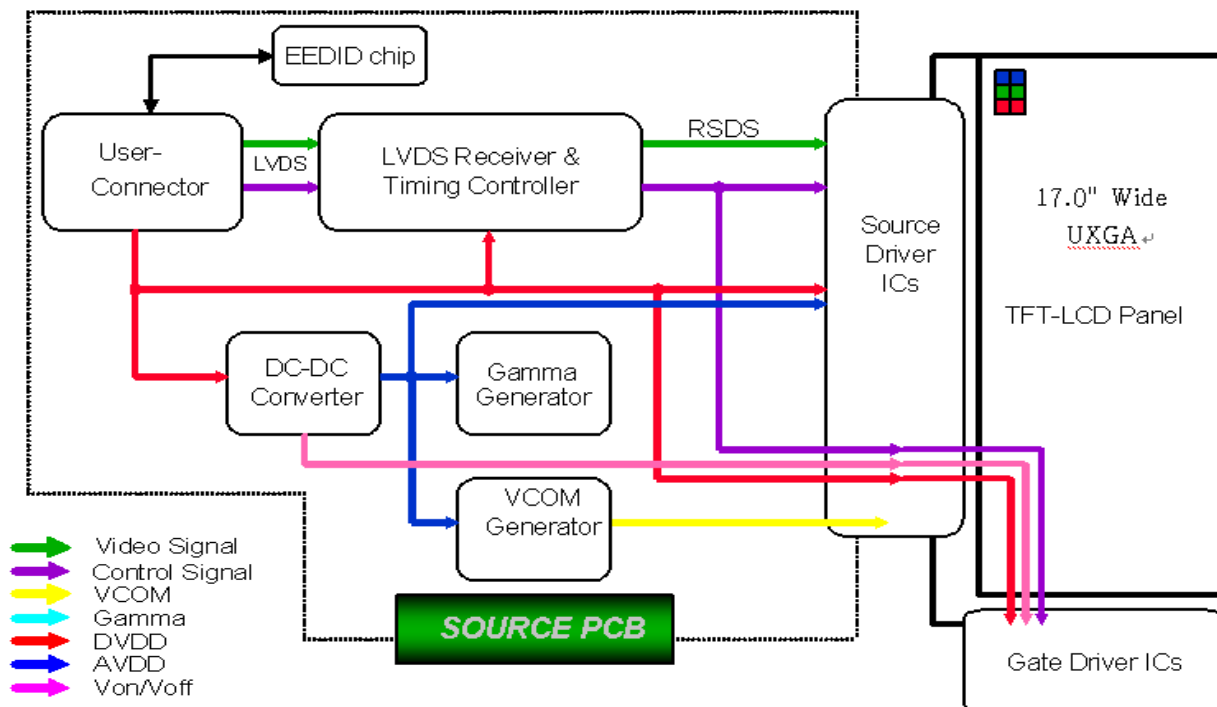 EEDID chip
User-
Connector
LVDS
LVDS Receiver &
Timing Controller
RSDS
Source
Driver
ICs
17.0" Wide
UXGA↵
TFT-LCD Panel
DC-DC
Converter
Gamma
Generator
VCOM
Generator
Video Signal
Control Signal
VCOM
Gamma
DVDD
AVDD
Von/Voff
SOURCE PCB
Gate Driver ICs